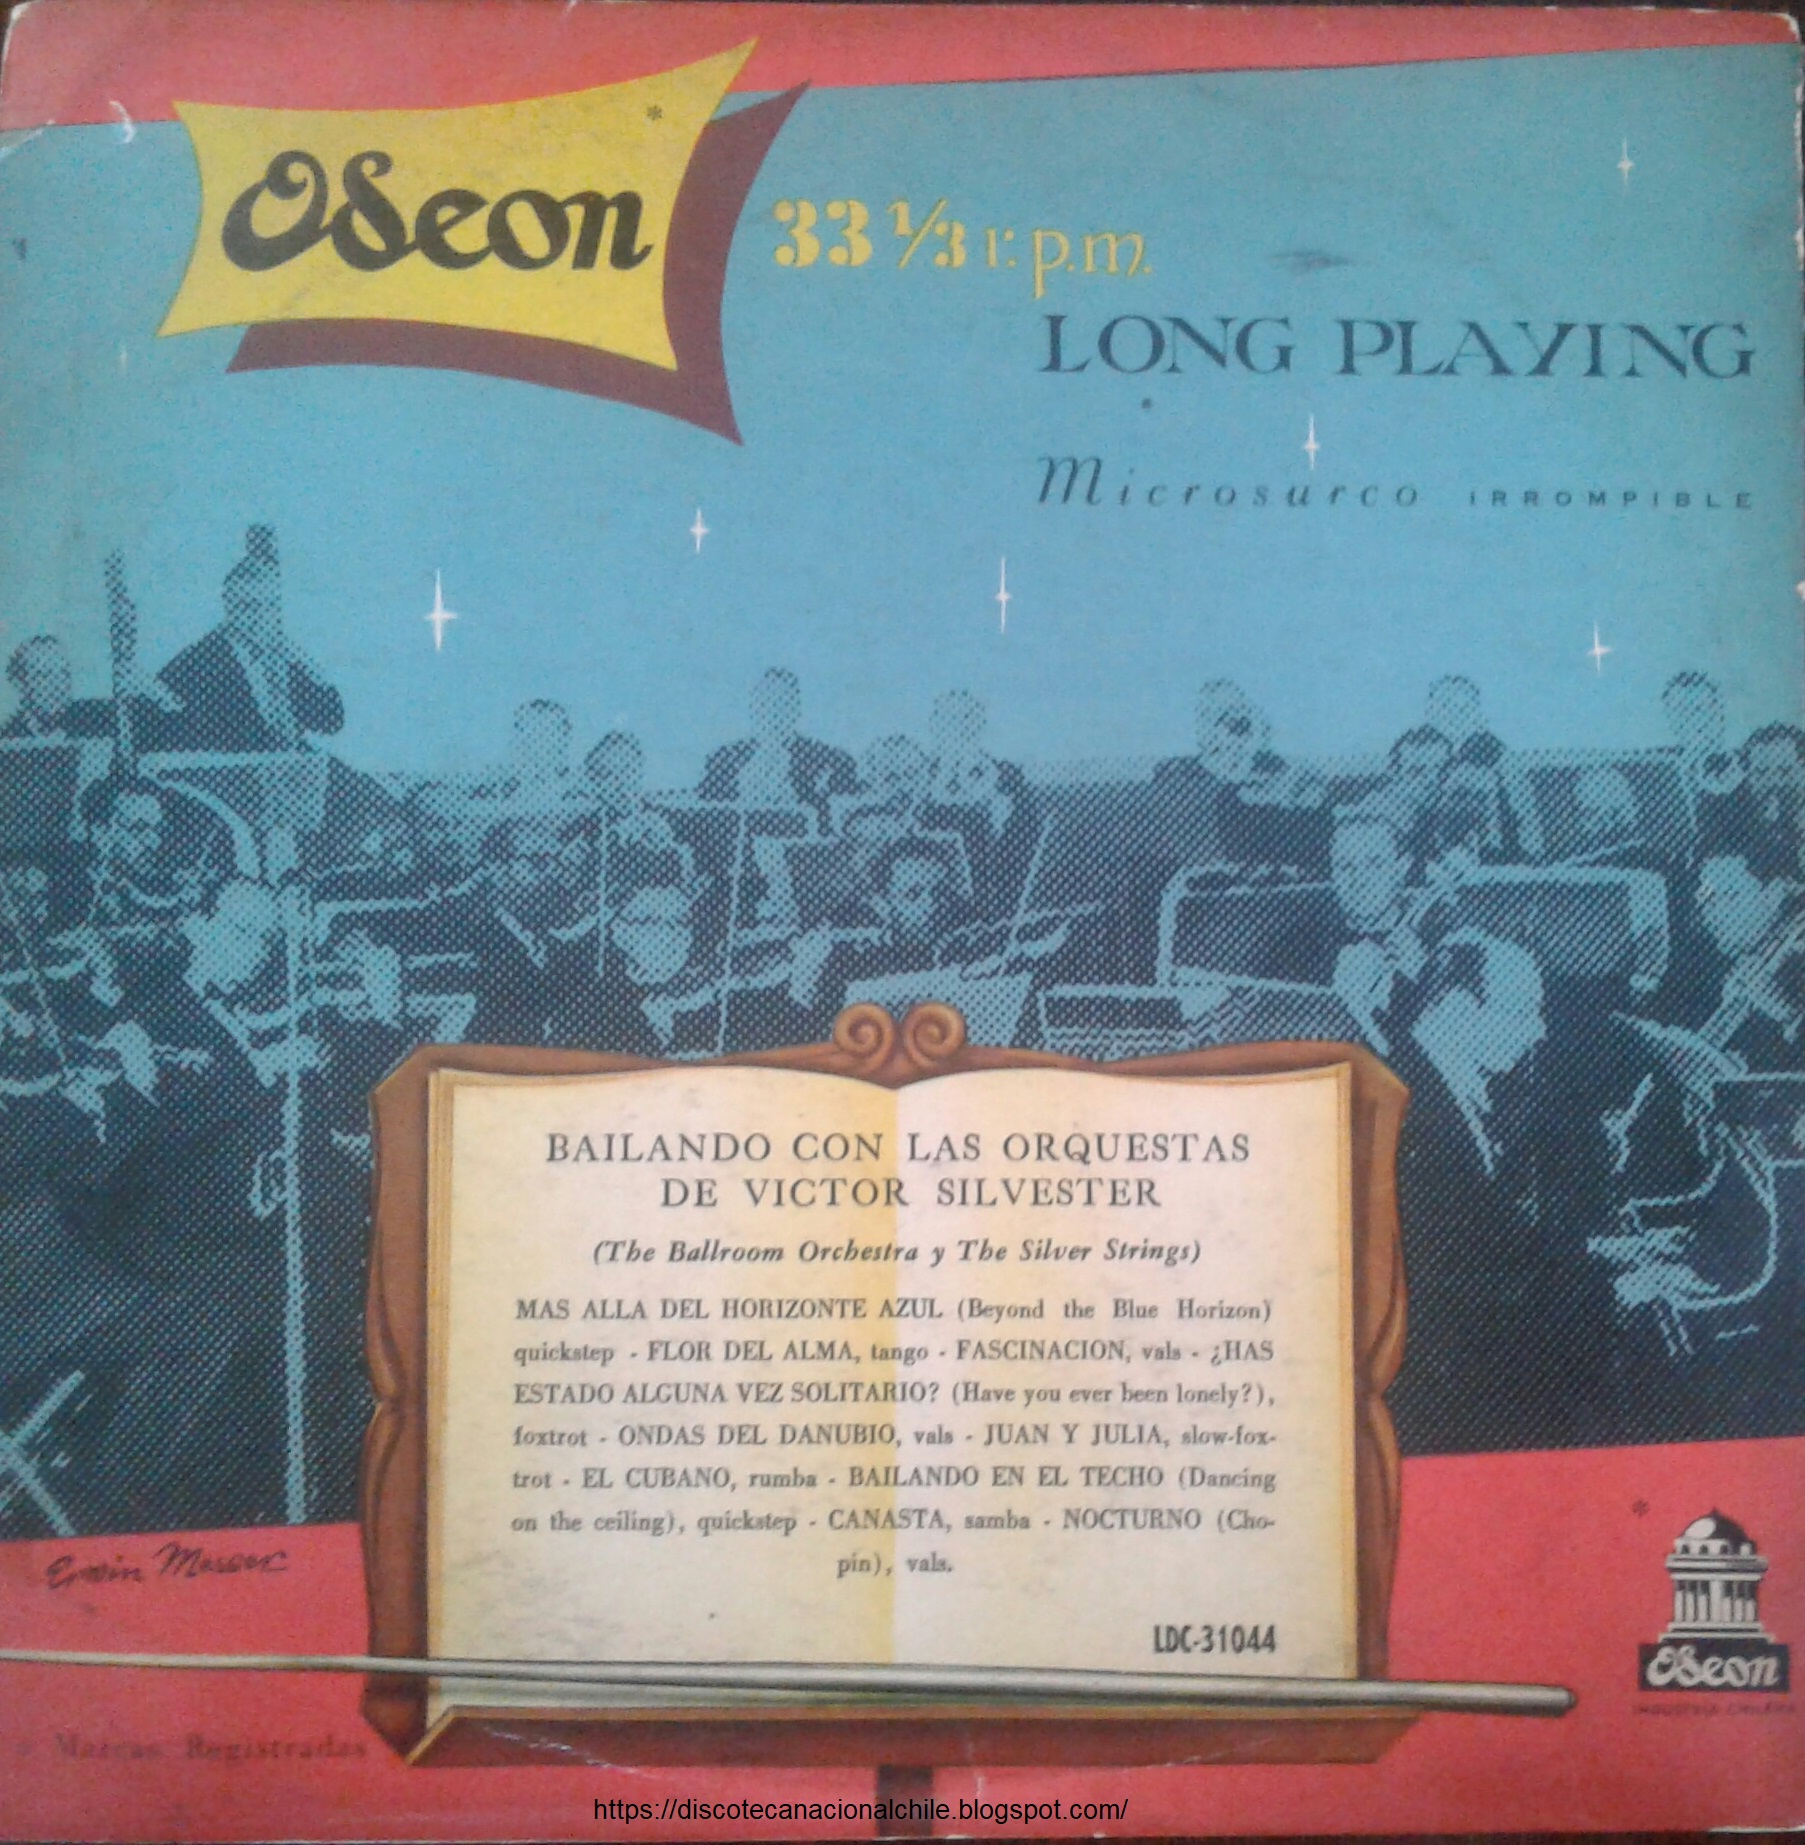 Odeon *
33 1/3 r.p.m.
LONG PLAYING
Microsurco IRROMPIBLE
BAILANDO CON LAS ORQUESTAS
DE VICTOR SILVESTER
(The Ballroom Orchestra y The Silver Strings)
MAS ALLA DEL HORIZONTE AZUL (Beyond the Blue Horizon)
quickstep - FLOR DEL ALMA, tango - FASCINACION, vals - ¿HAS
ESTADO ALGUNA VEZ SOLITARIO? (Have you ever been lonely?),
foxtrot - ONDAS DEL DANUBIO, vals - JUAN Y JULIA, slow-fox-
trot - EL CUBANO, rumba - BAILANDO EN EL TECHO (Dancing
on the ceiling), quickstep - CANASTA, samba - NOCTURNO (Cho-
pin), vals.
LDC-31044
*
Odeon
INDUSTRIA CHILENA
* Marcas Registradas
https://discotecanacionalchile.blogspot.com/